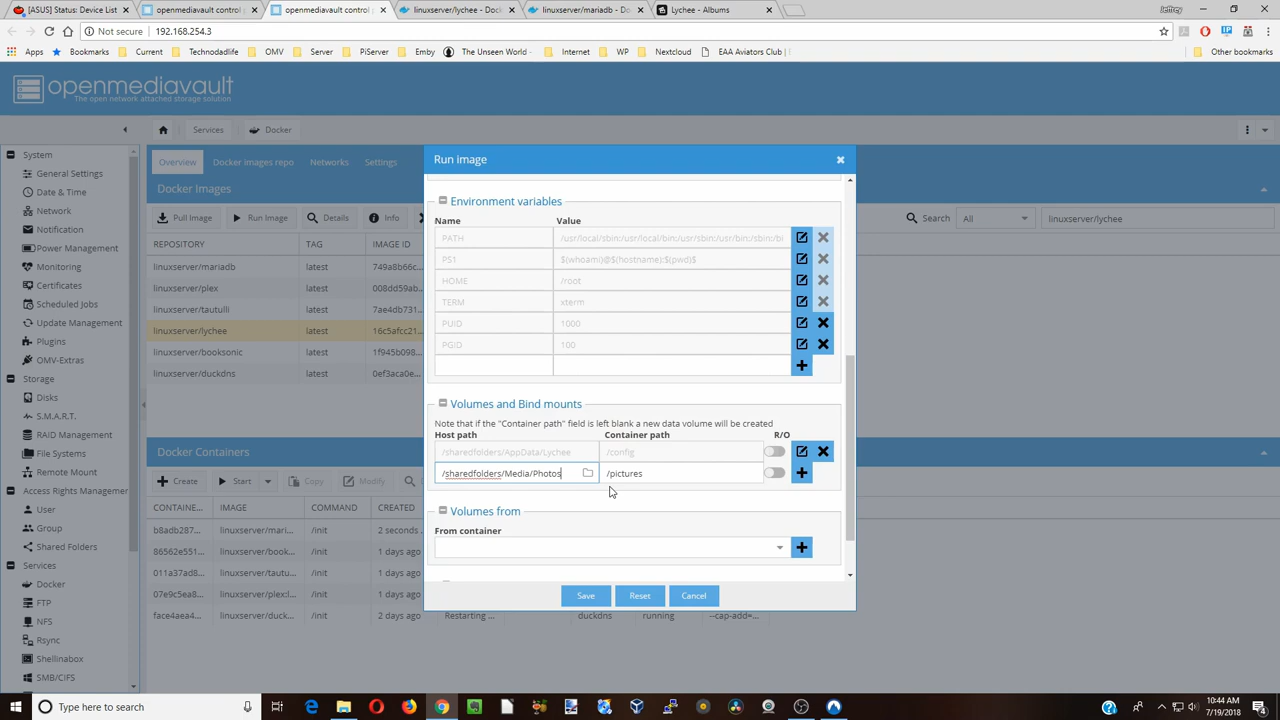 [ASUS] Status: Device List
openmediavault control p
openmediavault control p
linuxserver/lychee - Dock
linuxserver/mariadb - Do
Lychee - Albums
Jeffrey
Not secure | 192.168.254.3
Apps
Bookmarks
Current
Technodadlife
OMV
Server
PiServer
Emby
The Unseen World -
Internet
WP
Nextcloud
EAA Aviators Club |
Other bookmarks
openmediavault
The open network attached storage solution
Services
Docker
System
General Settings
Date & Time
Network
Notification
Power Management
Monitoring
Certificates
Scheduled Jobs
Update Management
Plugins
OMV-Extras
Storage
Disks
S.M.A.R.T.
RAID Management
File Systems
Remote Mount
Access Rights Management
User
Group
Shared Folders
Services
Docker
FTP
NFS
Rsync
Shellinabox
SMB/CIFS
Overview
Docker images repo
Networks
Settings
Docker Images
Pull Image
Run Image
Details
Info
Search
All
linuxserver/lychee
REPOSITORY TAG IMAGE ID
linuxserver/mariadb latest 749a8b66c...
linuxserver/plex latest 008dd59ab...
linuxserver/tautulli latest 7ae4db731...
linuxserver/lychee latest 16c5afcc21...
linuxserver/booksonic latest 1f945b098...
linuxserver/duckdns latest 0ef3aca0e...
Docker Containers
Create
Start
Copy
Modify
CONTAINE... IMAGE COMMAND CREATED
b8adb287... linuxserver/mari... /init 2 seconds
86562e551... linuxserver/book... /init 1 days ago
011a37ad8... linuxserver/tautu... /init 1 days ago
07e9c5ea8... linuxserver/plex:l... /init 1 days ago
face4aea4... linuxserver/duck... /init 2 days ago Restarting ... duckdns running --cap-add=...
Run image
Environment variables
Name Value
PATH /usr/local/sbin:/usr/local/bin:/usr/sbin:/usr/bin:/sbin:/bi
PS1 $(whoami)@$(hostname):$(pwd)$
HOME /root
TERM xterm
PUID 1000
PGID 100
Volumes and Bind mounts
Note that if the "Container path" field is left blank a new data volume will be created
Host path Container path R/O
/sharedfolders/AppData/Lychee /config
/sharedfolders/Media/Photos /pictures
Volumes from
From container
Save
Reset
Cancel
Type here to search
10:44 AM
7/19/2018